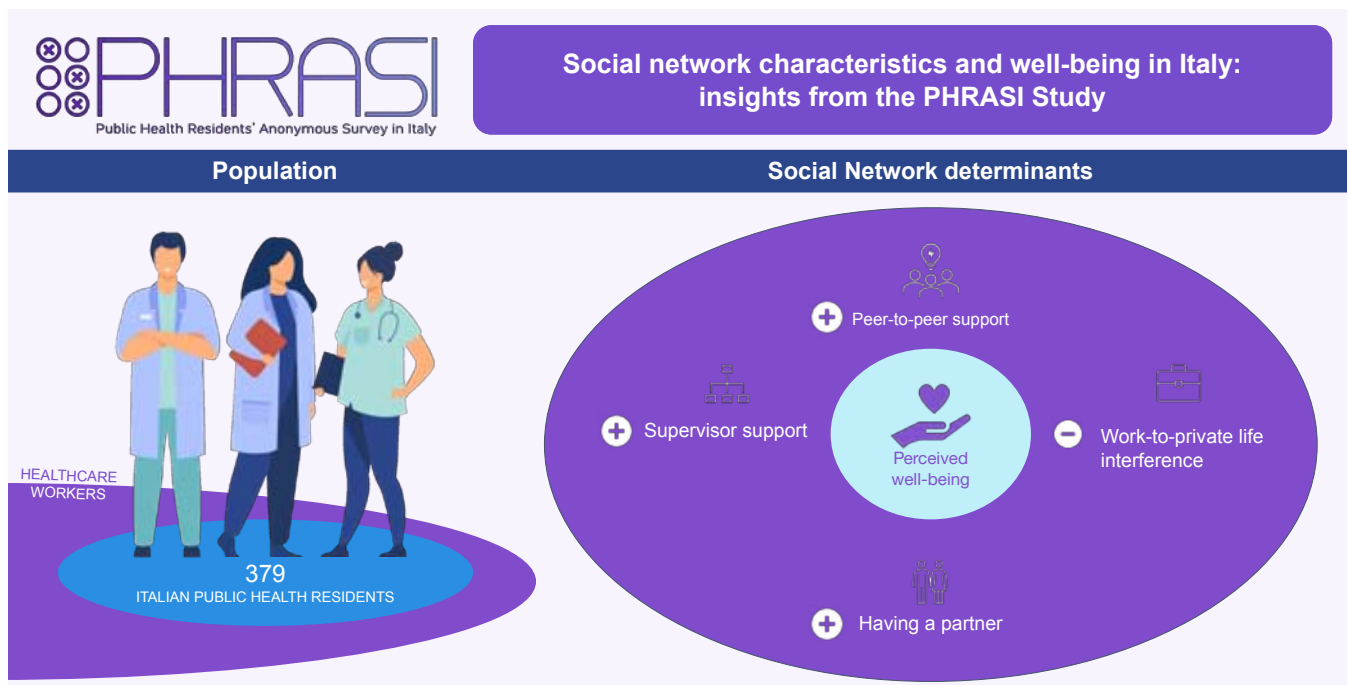 PHRASI
Public Health Residents' Anonymous Survey in Italy
Social network characteristics and well-being in Italy:
insights from the PHRASI Study
Population
Social Network determinants
HEALTHCARE
WORKERS
379
ITALIAN PUBLIC HEALTH RESIDENTS
Peer-to-peer support
Supervisor support
Perceived
well-being
Work-to-private life
interference
Having a partner